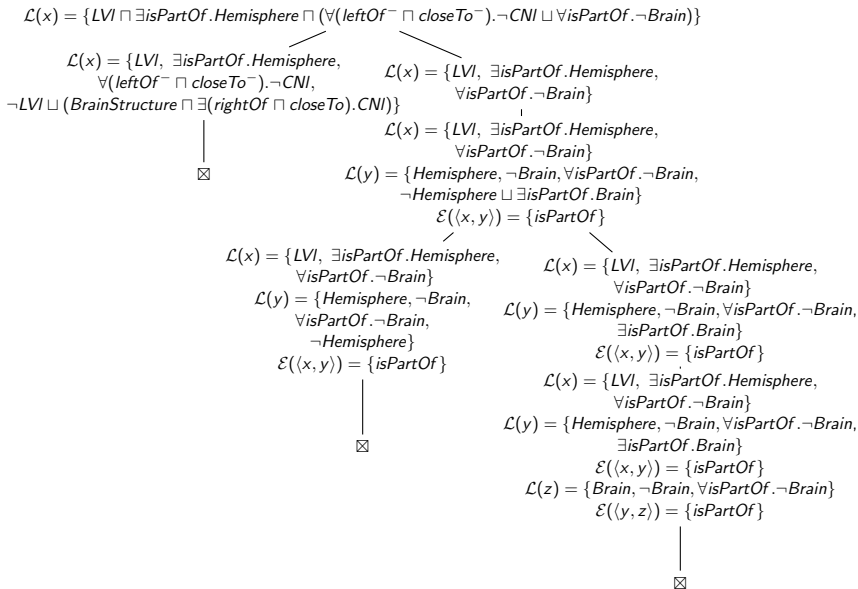 ℒ(x) = {LVl ⊓ ∃isPartOf.Hemisphere ⊓ (∀(leftOf⁻ ⊓ closeTo⁻).¬CNl ⊔ ∀isPartOf.¬Brain)}
ℒ(x) = {LVl, ∃isPartOf.Hemisphere,
∀(leftOf⁻ ⊓ closeTo⁻).¬CNl,
¬LVl ⊔ (BrainStructure ⊓ ∃(rightOf ⊓ closeTo).CNl)}
⊠
ℒ(x) = {LVl, ∃isPartOf.Hemisphere,
∀isPartOf.¬Brain}
ℒ(x) = {LVl, ∃isPartOf.Hemisphere,
∀isPartOf.¬Brain}
ℒ(y) = {Hemisphere, ¬Brain, ∀isPartOf.¬Brain,
¬Hemisphere ⊔ ∃isPartOf.Brain}
ℰ(⟨x, y⟩) = {isPartOf}
ℒ(x) = {LVl, ∃isPartOf.Hemisphere,
∀isPartOf.¬Brain}
ℒ(y) = {Hemisphere, ¬Brain,
∀isPartOf.¬Brain,
¬Hemisphere}
ℰ(⟨x, y⟩) = {isPartOf}
⊠
ℒ(x) = {LVl, ∃isPartOf.Hemisphere,
∀isPartOf.¬Brain}
ℒ(y) = {Hemisphere, ¬Brain, ∀isPartOf.¬Brain,
∃isPartOf.Brain}
ℰ(⟨x, y⟩) = {isPartOf}
ℒ(x) = {LVl, ∃isPartOf.Hemisphere,
∀isPartOf.¬Brain}
ℒ(y) = {Hemisphere, ¬Brain, ∀isPartOf.¬Brain,
∃isPartOf.Brain}
ℰ(⟨x, y⟩) = {isPartOf}
ℒ(z) = {Brain, ¬Brain, ∀isPartOf.¬Brain}
ℰ(⟨y, z⟩) = {isPartOf}
⊠